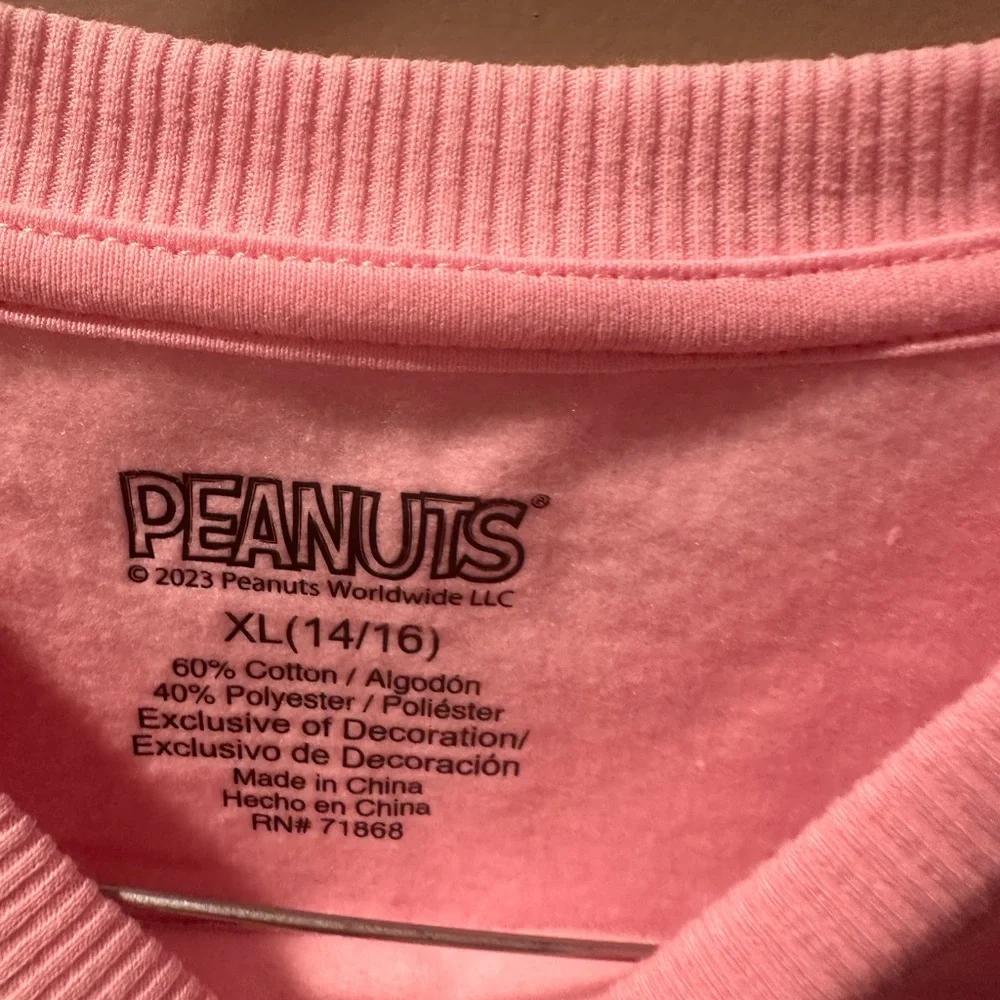 PEANUTS®
© 2023 Peanuts Worldwide LLC
XL(14/16)
60% Cotton / Algodón
40% Polyester / Poliéster
Exclusive of Decoration/
Exclusivo de Decoración
Made in China
Hecho en China
RN# 71868